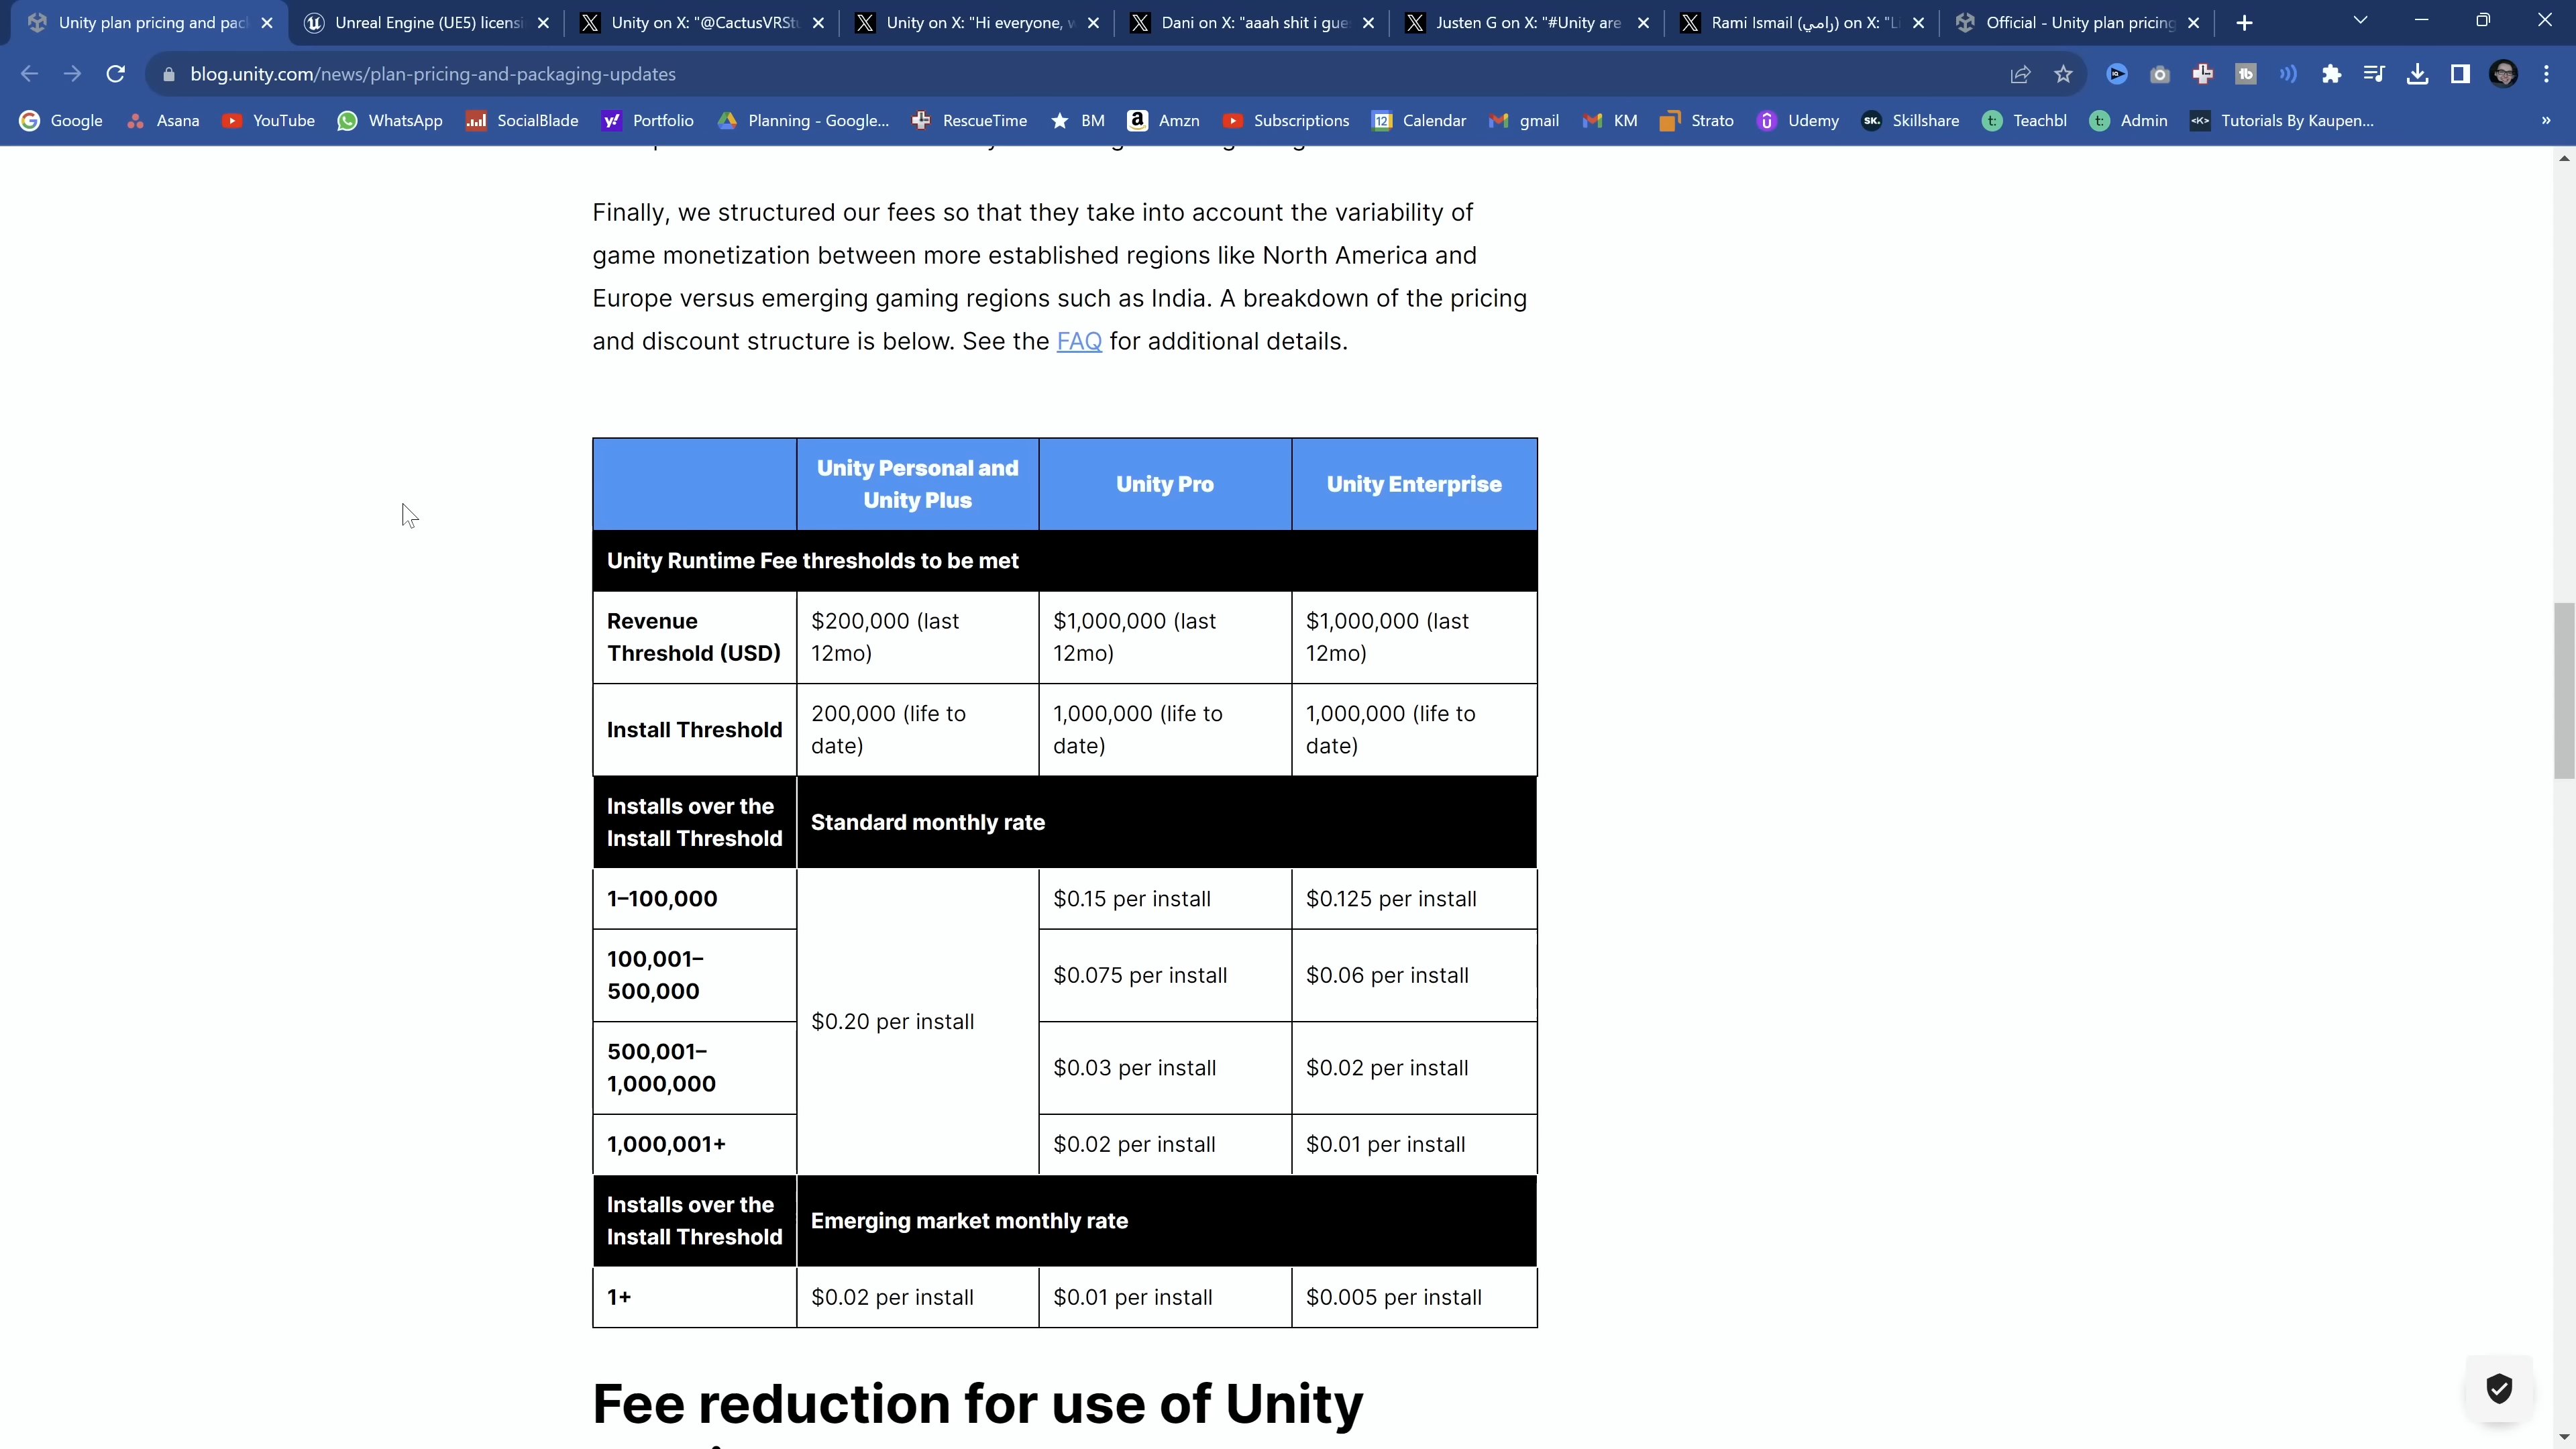 Unity plan pricing and pac
Unreal Engine (UE5) licensi
Unity on X: "@CactusVRStu
Unity on X: "Hi everyone, w
Dani on X: "aaah shit i gue
Justen G on X: "#Unity are
Rami Ismail (رامي) on X: "Li
Official - Unity plan pricing
blog.unity.com/news/plan-pricing-and-packaging-updates
Google
Asana
YouTube
WhatsApp
SocialBlade
Portfolio
Planning - Google...
RescueTime
BM
Amzn
Subscriptions
Calendar
gmail
KM
Strato
Udemy
Skillshare
Teachbl
Admin
Tutorials By Kaupen...
Finally, we structured our fees so that they take into account the variability of
game monetization between more established regions like North America and
Europe versus emerging gaming regions such as India. A breakdown of the pricing
and discount structure is below. See the FAQ for additional details.
Unity Personal and
Unity Plus
Unity Pro
Unity Enterprise
Unity Runtime Fee thresholds to be met
Revenue
Threshold (USD)
$200,000 (last
12mo)
$1,000,000 (last
12mo)
$1,000,000 (last
12mo)
Install Threshold
200,000 (life to
date)
1,000,000 (life to
date)
1,000,000 (life to
date)
Installs over the
Install Threshold
Standard monthly rate
1–100,000
$0.20 per install
$0.15 per install
$0.125 per install
100,001–
500,000
$0.075 per install
$0.06 per install
500,001–
1,000,000
$0.03 per install
$0.02 per install
1,000,001+
$0.02 per install
$0.01 per install
Installs over the
Install Threshold
Emerging market monthly rate
1+
$0.02 per install
$0.01 per install
$0.005 per install
Fee reduction for use of Unity